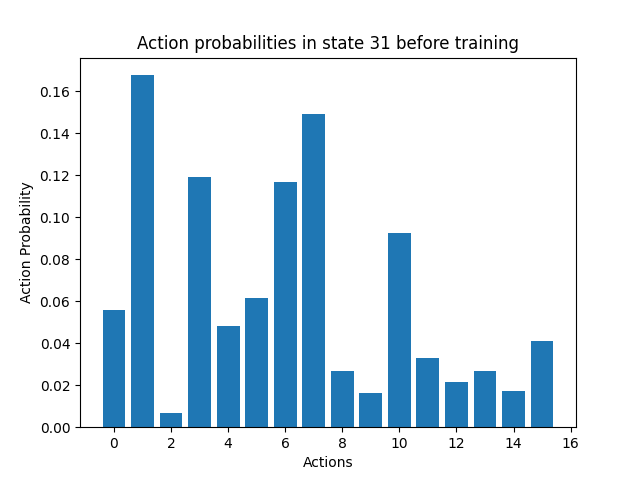 Action probabilities in state 31 before training
0.16
0.14
0.12
0.10
0.08
0.06
0.04
0.02
0.00
Action Probability
0 2 4 6 8 10 12 14 16
Actions